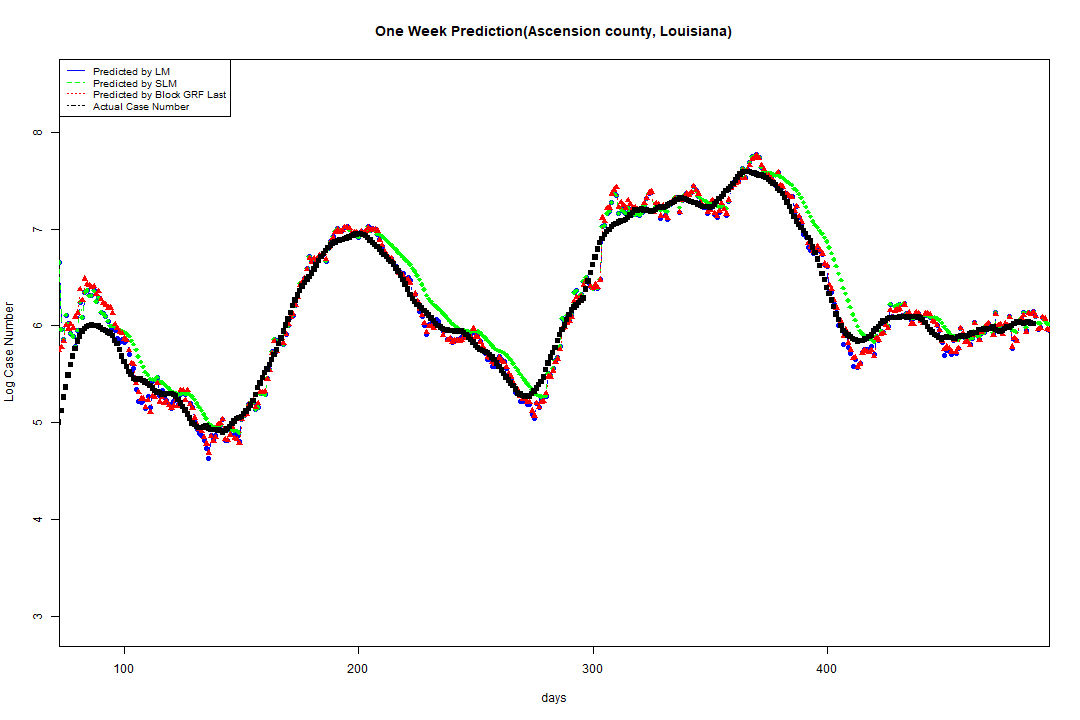 One Week Prediction(Ascension county, Louisiana)
Predicted by LM
Predicted by SLM
Predicted by Block GRF Last
Actual Case Number
8
7
6
5
4
3
Log Case Number
100 200 300 400
days